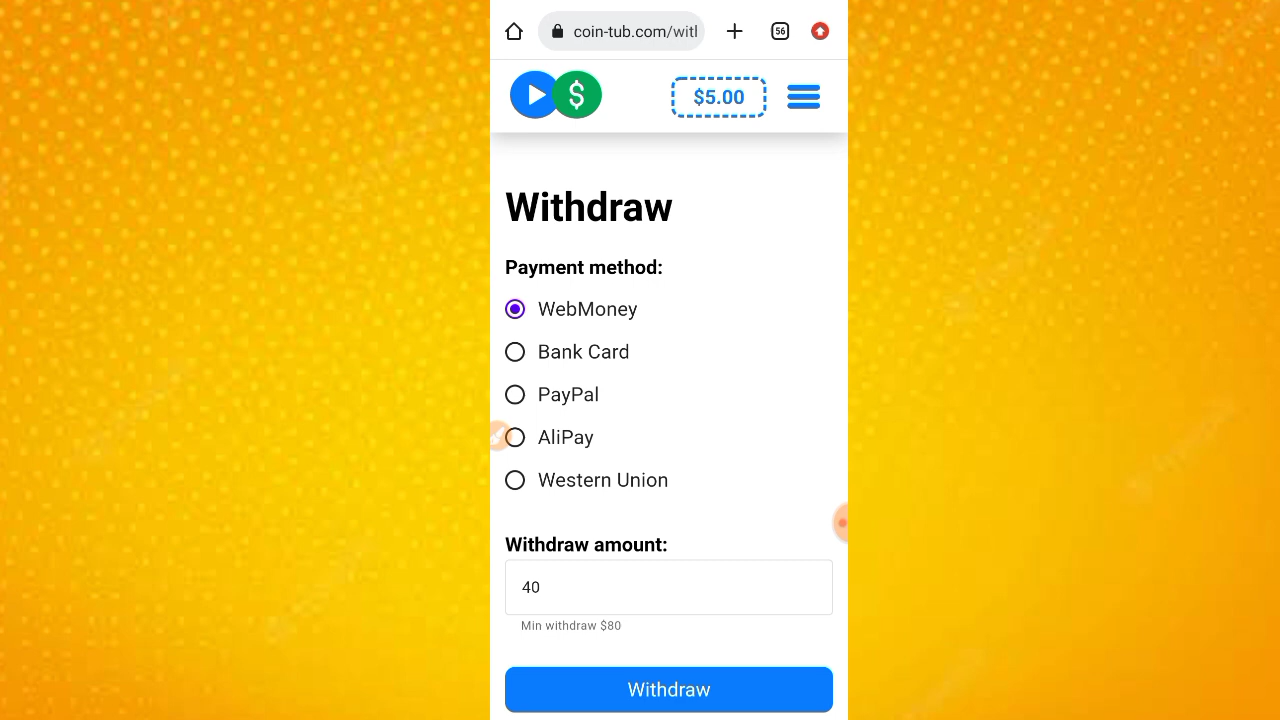 coin-tub.com/witl
56
$
$5.00
Withdraw
Payment method:
WebMoney
Bank Card
PayPal
AliPay
Western Union
Withdraw amount:
40
Min withdraw $80
Withdraw